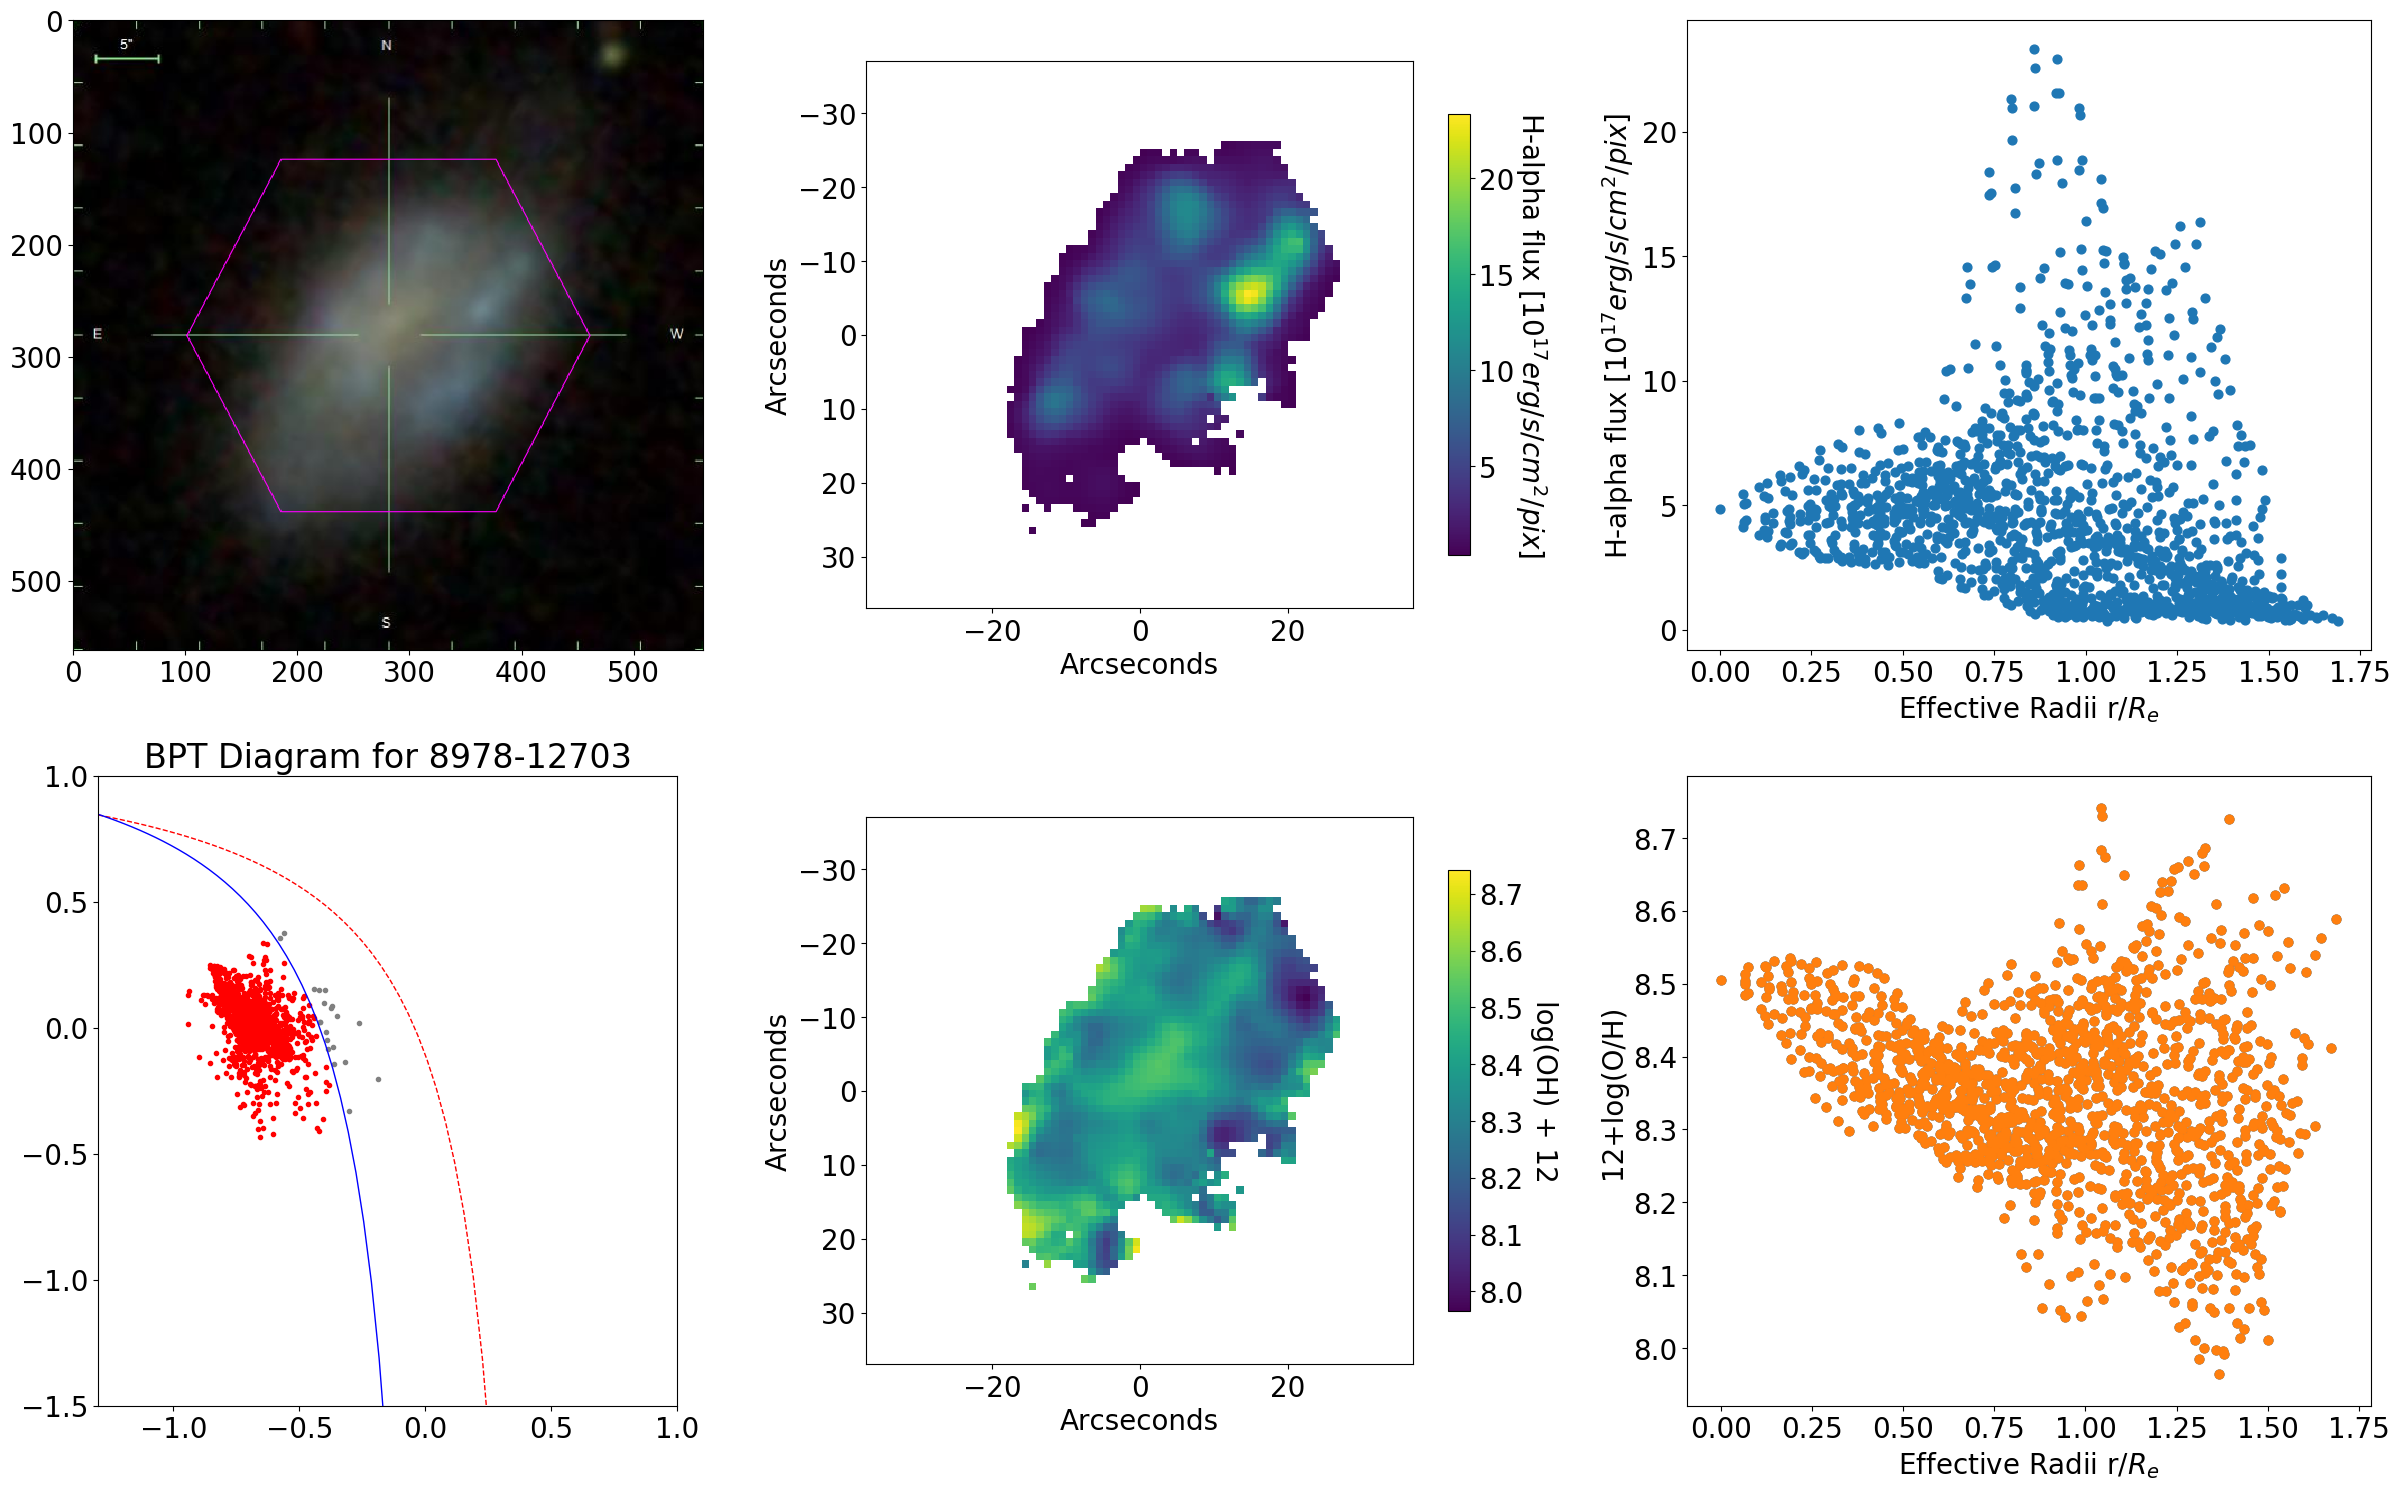 0
100
200
300
400
500
0 100 200 300 400 500
5"
N
E
W
S
−30
−20
−10
0
10
20
30
−20 0 20
Arcseconds
Arcseconds
20
15
10
5
H-alpha flux [10^17 erg/s/cm^2/pix]
H-alpha flux [10^17 erg/s/cm^2/pix]
20
15
10
5
0
0.00 0.25 0.50 0.75 1.00 1.25 1.50 1.75
Effective Radii r/R_e
BPT Diagram for 8978-12703
1.0
0.5
0.0
−0.5
−1.0
−1.5
−1.0 −0.5 0.0 0.5 1.0
−30
−20
−10
0
10
20
30
−20 0 20
Arcseconds
Arcseconds
8.7
8.6
8.5
8.4
8.3
8.2
8.1
8.0
log(OH) + 12
12+log(O/H)
8.7
8.6
8.5
8.4
8.3
8.2
8.1
8.0
0.00 0.25 0.50 0.75 1.00 1.25 1.50 1.75
Effective Radii r/R_e